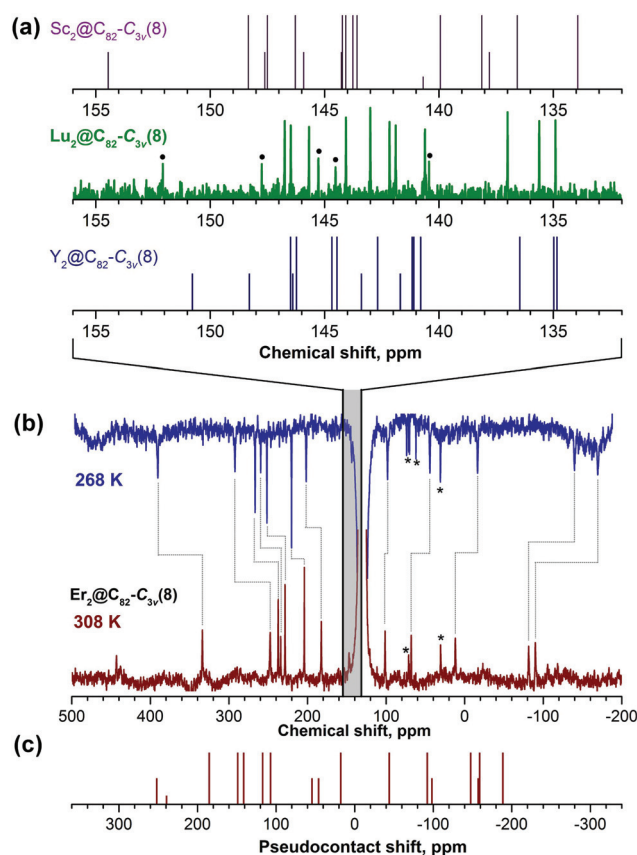 (a)
Sc₂@C₈₂-C₃ᵥ(8)
155 150 145 140 135
Lu₂@C₈₂-C₃ᵥ(8)
155 150 145 140 135
Y₂@C₈₂-C₃ᵥ(8)
155 150 145 140 135
Chemical shift, ppm
(b)
268 K
* * *
Er₂@C₈₂-C₃ᵥ(8)
308 K
* *
500 400 300 200 100 0 -100 -200
Chemical shift, ppm
(c)
300 200 100 0 -100 -200 -300
Pseudocontact shift, ppm